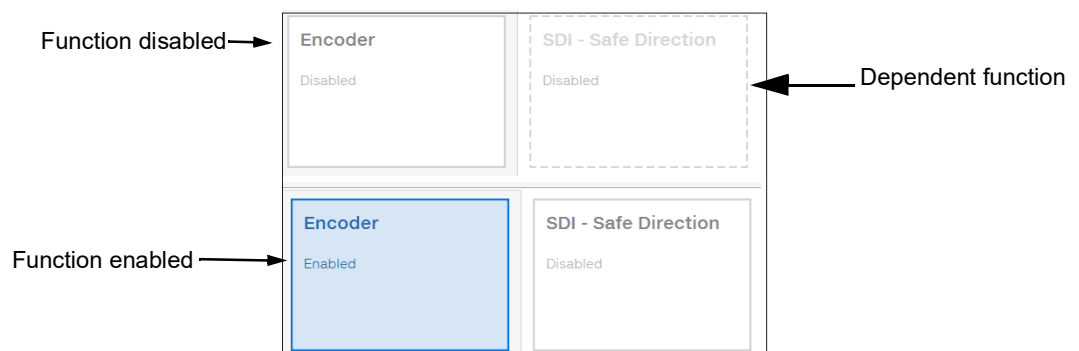 Function disabled
Encoder
SDI - Safe Direction
Disabled
Disabled
Dependent function
Encoder
SDI - Safe Direction
Function enabled
Enabled
Disabled